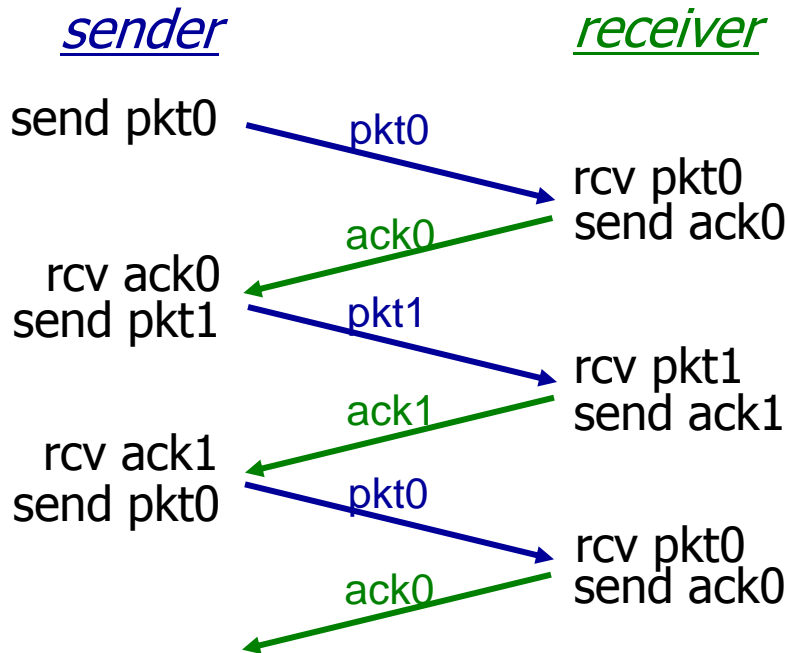 sender
receiver
send pkt0
pkt0
rcv pkt0
send ack0
ack0
rcv ack0
send pkt1
pkt1
rcv pkt1
send ack1
ack1
rcv ack1
send pkt0
pkt0
rcv pkt0
send ack0
ack0